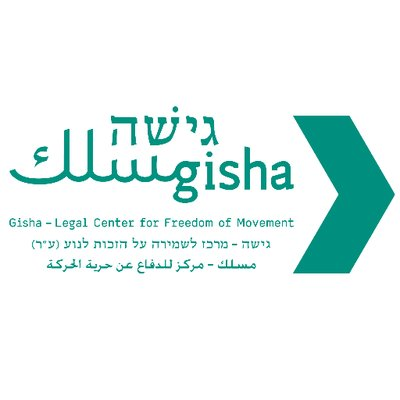 גישה
مسلك gisha
Gisha – Legal Center for Freedom of Movement
גישה – מרכז לשמירה על הזכות לנוע (ע"ר)
مسلك – مركز للدفاع عن حرية الحركة